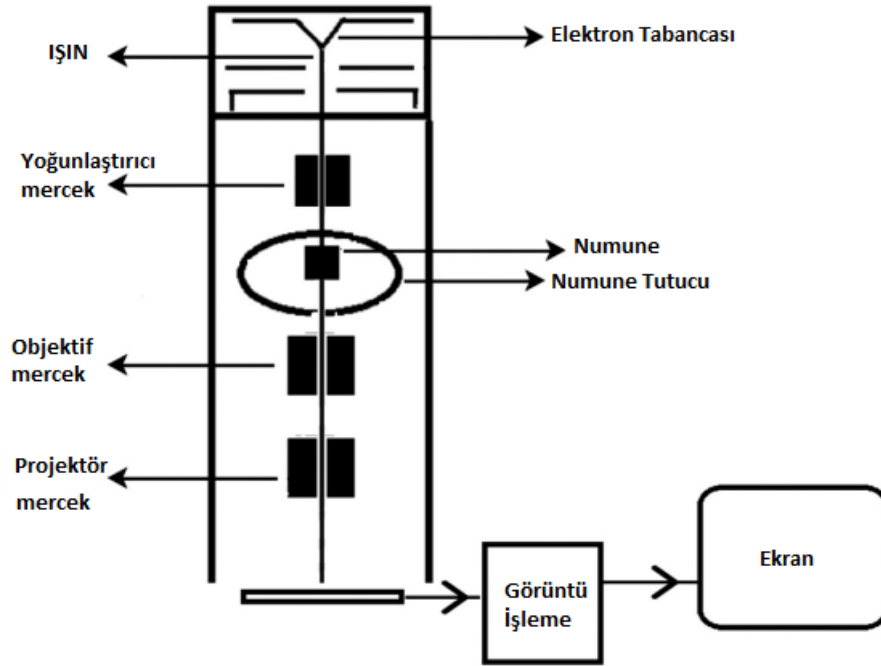 Elektron Tabancası
IŞIN
Yoğunlaştırıcı
mercek
Numune
Numune Tutucu
Objektif
mercek
Projektör
mercek
Görüntü
İşleme
Ekran